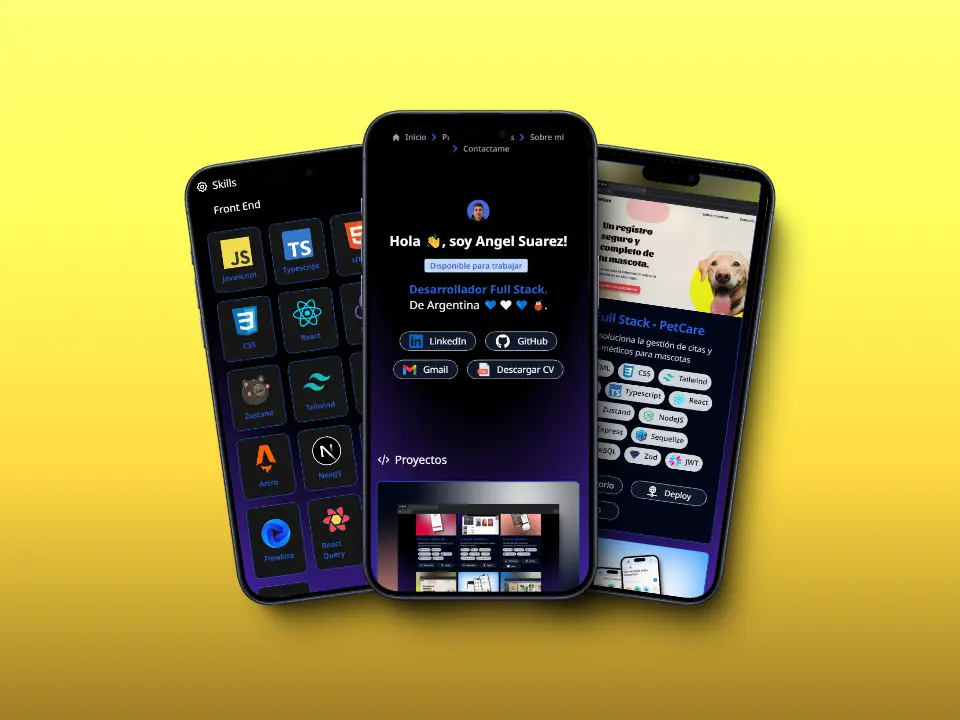 Skills
Front End
JS
Javascript
TS
Typescript
CSS
React
Zustand
Tailwind
Astro
NextJS
Flowbite
React
Query
Inicio
Sobre mí
Contactame
Hola 👋, soy Angel Suarez!
Disponible para trabajar
Desarrollador Full Stack.
De Argentina 💙 🤍 💙 🧉.
LinkedIn
GitHub
Gmail
Descargar CV
Proyectos
Un registro
seguro y
completo de
tu mascota.
Full Stack - PetCare
soluciona la gestión de citas y
médicos para mascotas
CSS
Tailwind
TS Typescript
React
Zustand
NodeJS
Express
Sequelize
Zod
JWT
Deploy